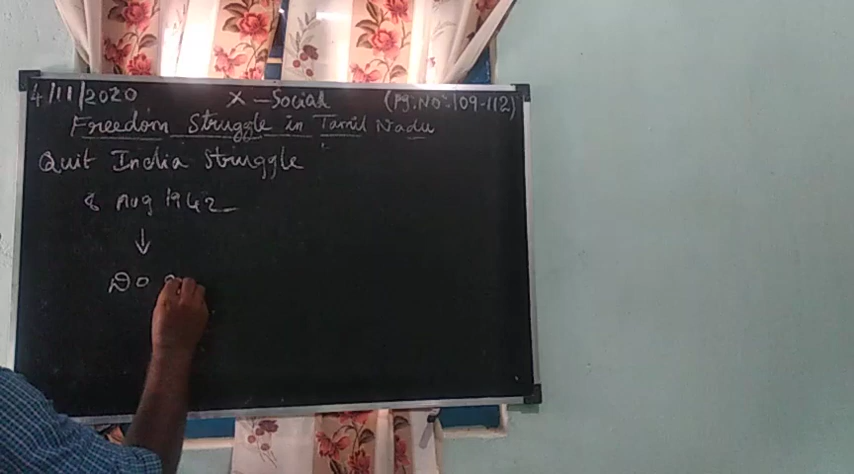 4/11/2020 X - Social (Pg.No: 109-112)
Freedom Struggle in Tamil Nadu
Quit India Struggle
8 Aug 1942
↓
Do